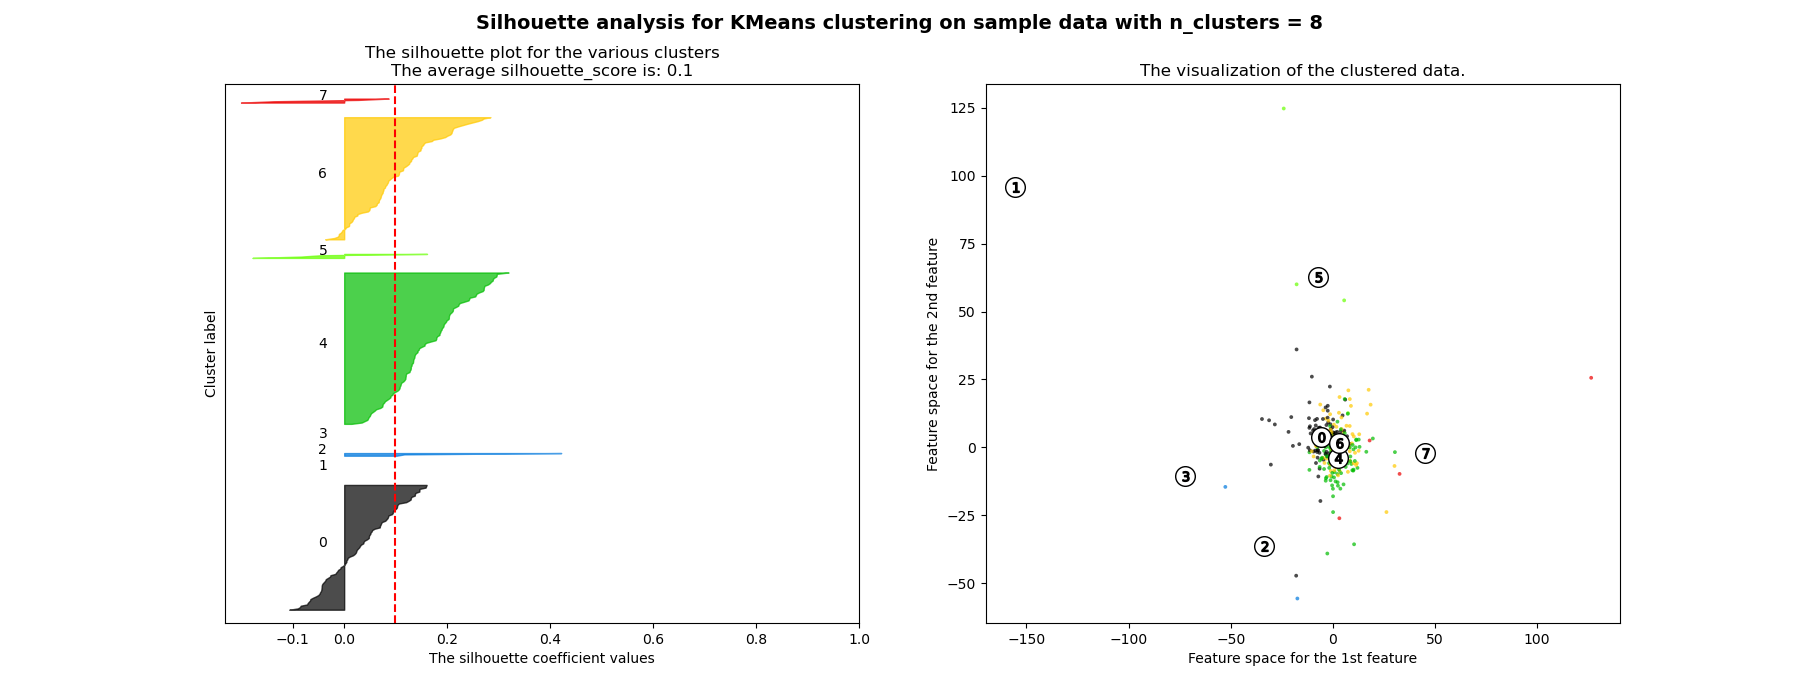 Silhouette analysis for KMeans clustering on sample data with n_clusters = 8
The silhouette plot for the various clusters
The average silhouette_score is: 0.1
7
6
5
4
3
2
1
0
Cluster label
−0.1 0.0 0.2 0.4 0.6 0.8 1.0
The silhouette coefficient values
The visualization of the clustered data.
125
100
75
50
25
0
−25
−50
Feature space for the 2nd feature
1
5
0
6
4
7
3
2
−150 −100 −50 0 50 100
Feature space for the 1st feature